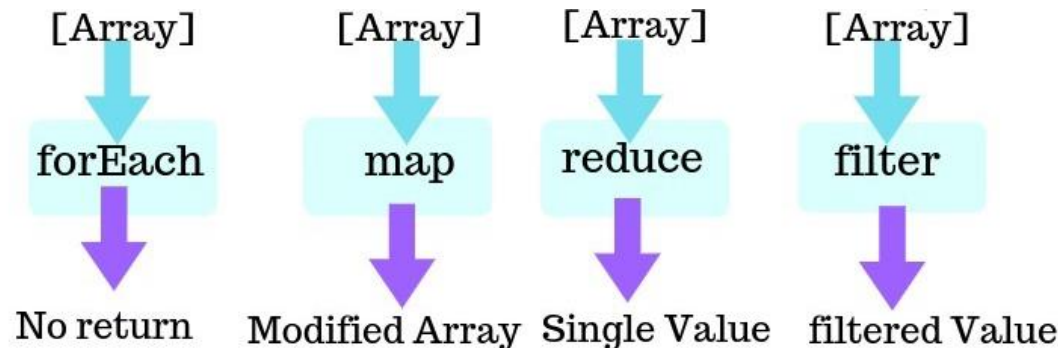 [Array] [Array] [Array] [Array]
forEach map reduce filter
No return Modified Array Single Value filtered Value